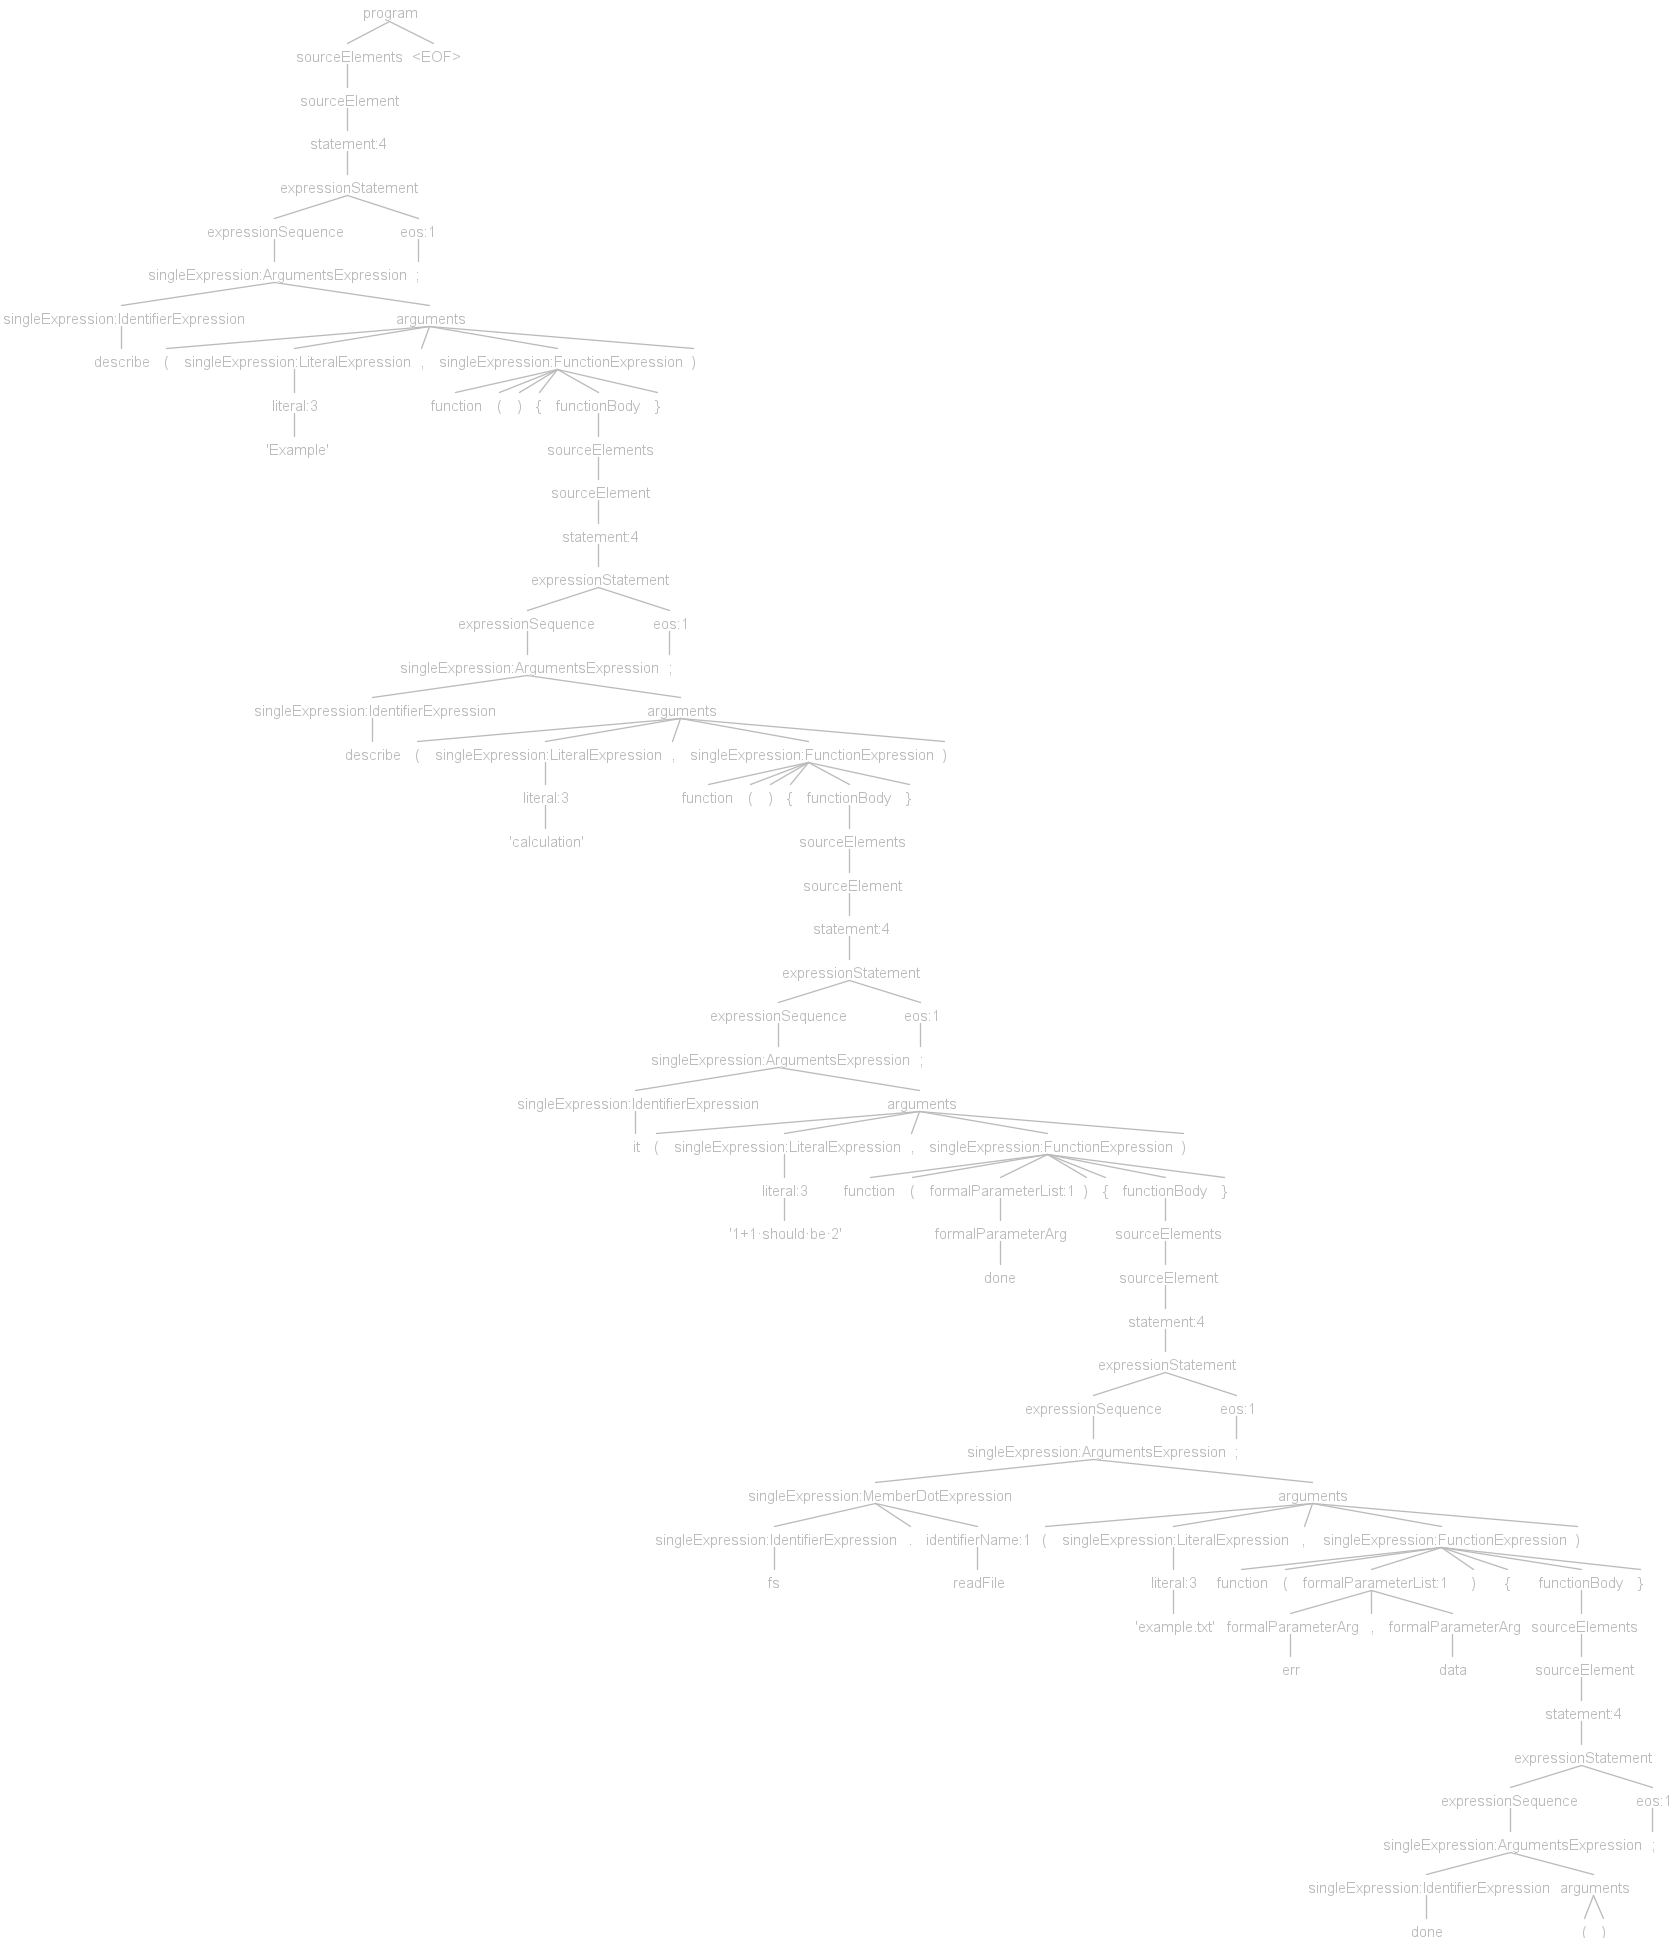 program
sourceElements <EOF>
sourceElement
statement:4
expressionStatement
expressionSequence eos:1
singleExpression:ArgumentsExpression ;
singleExpression:IdentifierExpression arguments
describe ( singleExpression:LiteralExpression , singleExpression:FunctionExpression )
literal:3 function ( ) { functionBody }
'Example' sourceElements
sourceElement
statement:4
expressionStatement
expressionSequence eos:1
singleExpression:ArgumentsExpression ;
singleExpression:IdentifierExpression arguments
describe ( singleExpression:LiteralExpression , singleExpression:FunctionExpression )
literal:3 function ( ) { functionBody }
'calculation' sourceElements
sourceElement
statement:4
expressionStatement
expressionSequence eos:1
singleExpression:ArgumentsExpression ;
singleExpression:IdentifierExpression arguments
it ( singleExpression:LiteralExpression , singleExpression:FunctionExpression )
literal:3 function ( formalParameterList:1 ) { functionBody }
'1+1·should·be·2' formalParameterArg sourceElements
done sourceElement
statement:4
expressionStatement
expressionSequence eos:1
singleExpression:ArgumentsExpression ;
singleExpression:MemberDotExpression arguments
singleExpression:IdentifierExpression . identifierName:1 ( singleExpression:LiteralExpression , singleExpression:FunctionExpression )
fs readFile literal:3 function ( formalParameterList:1 ) { functionBody }
'example.txt' formalParameterArg , formalParameterArg sourceElements
err data sourceElement
statement:4
expressionStatement
expressionSequence eos:1
singleExpression:ArgumentsExpression ;
singleExpression:IdentifierExpression arguments
done ( )